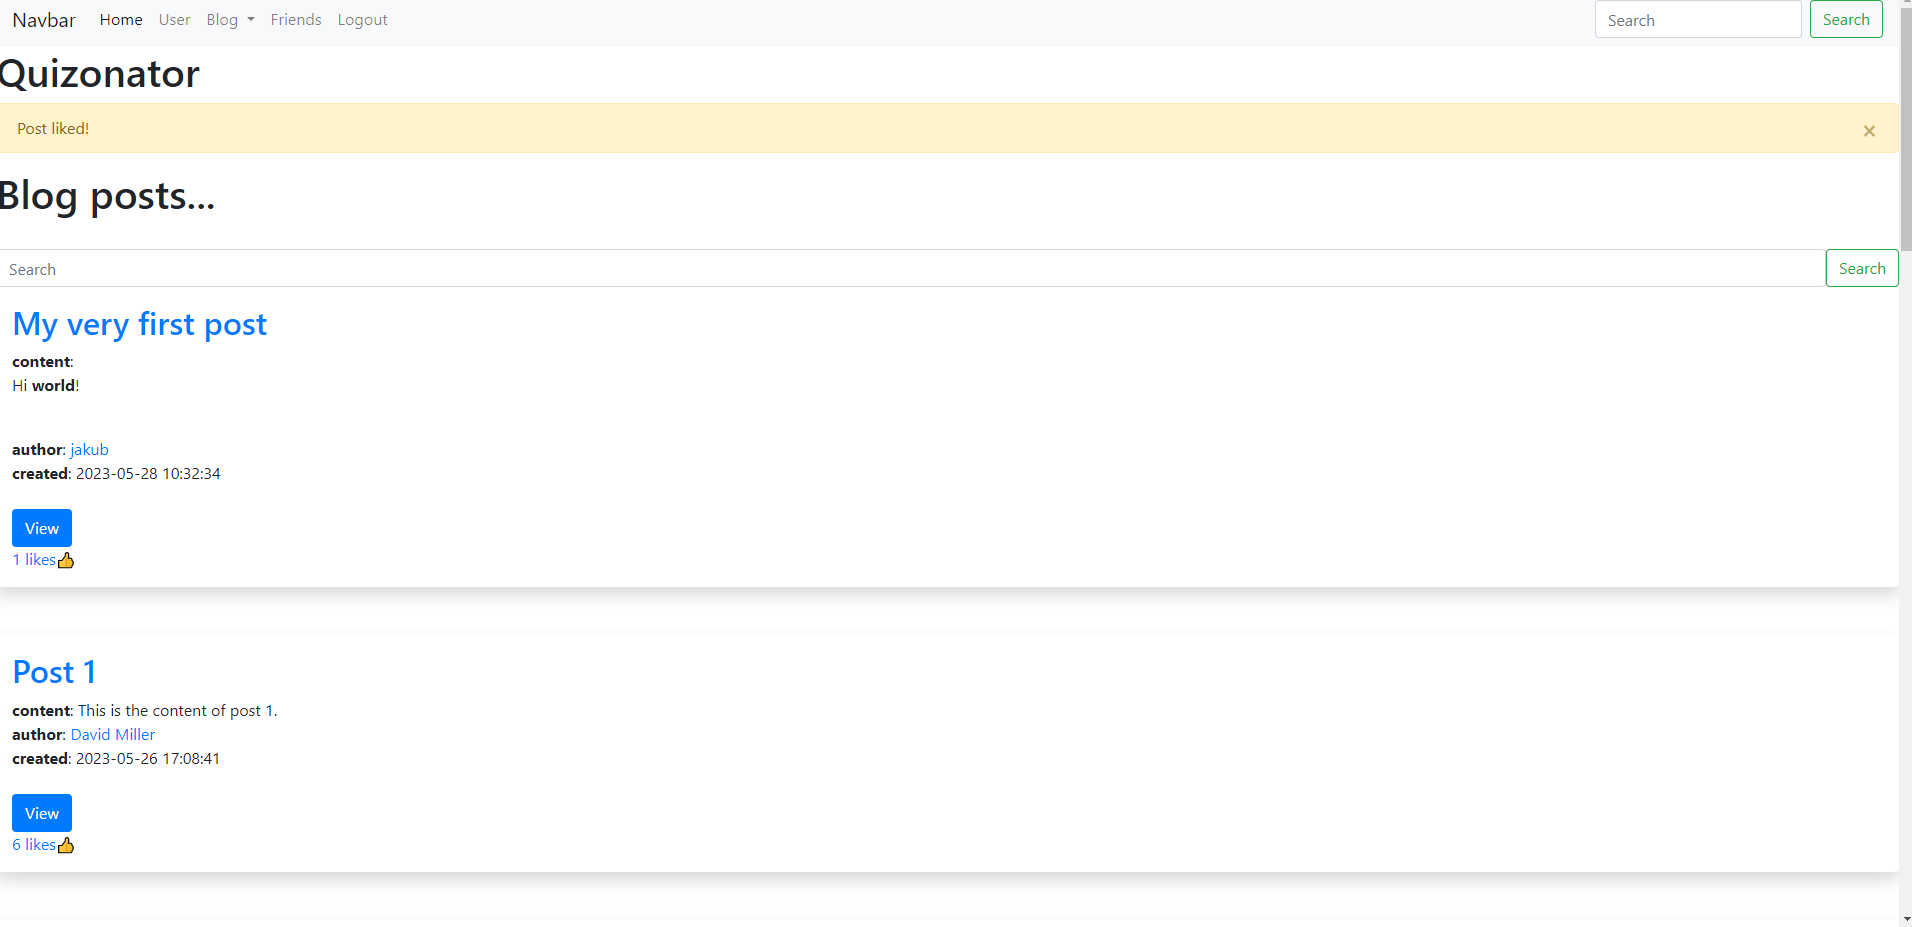 Navbar Home User Blog Friends Logout Search Search
Quizonator
Post liked! ×
Blog posts...
Search Search
My very first post
content:
Hi world!
author: jakub
created: 2023-05-28 10:32:34
View
1 likes👍
Post 1
content: This is the content of post 1.
author: David Miller
created: 2023-05-26 17:08:41
View
6 likes👍